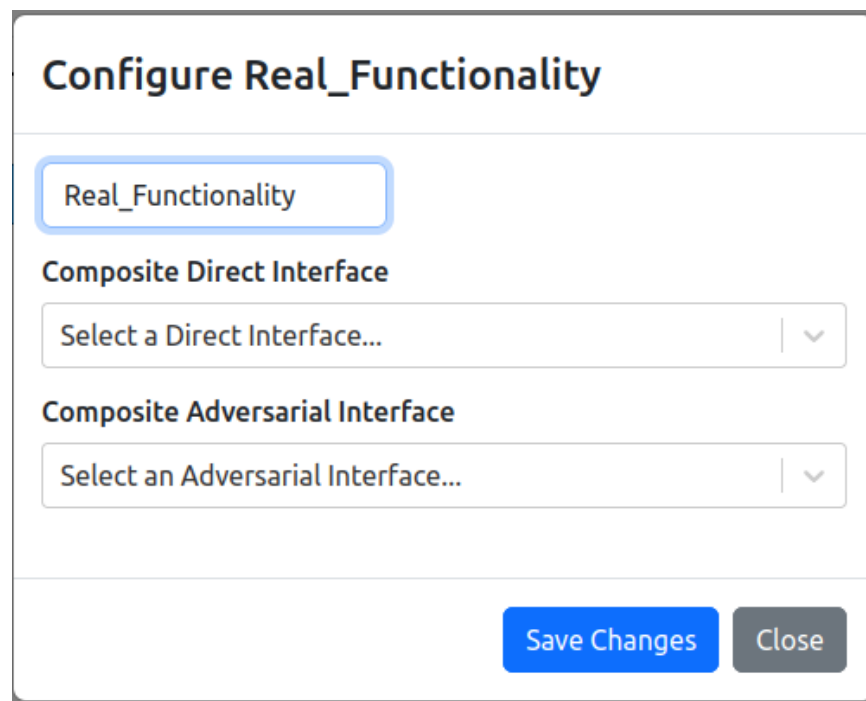 Configure Real_Functionality
Real_Functionality
Composite Direct Interface
Select a Direct Interface...
Composite Adversarial Interface
Select an Adversarial Interface...
Save Changes
Close